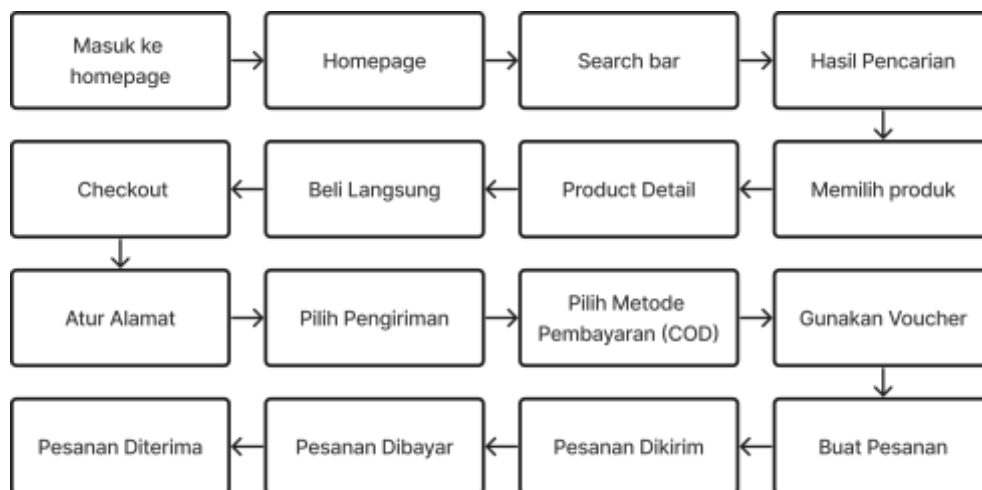 Masuk ke
homepage
Homepage
Search bar
Hasil Pencarian
Memilih produk
Product Detail
Beli Langsung
Checkout
Atur Alamat
Pilih Pengiriman
Pilih Metode
Pembayaran (COD)
Gunakan Voucher
Buat Pesanan
Pesanan Dikirim
Pesanan Dibayar
Pesanan Diterima